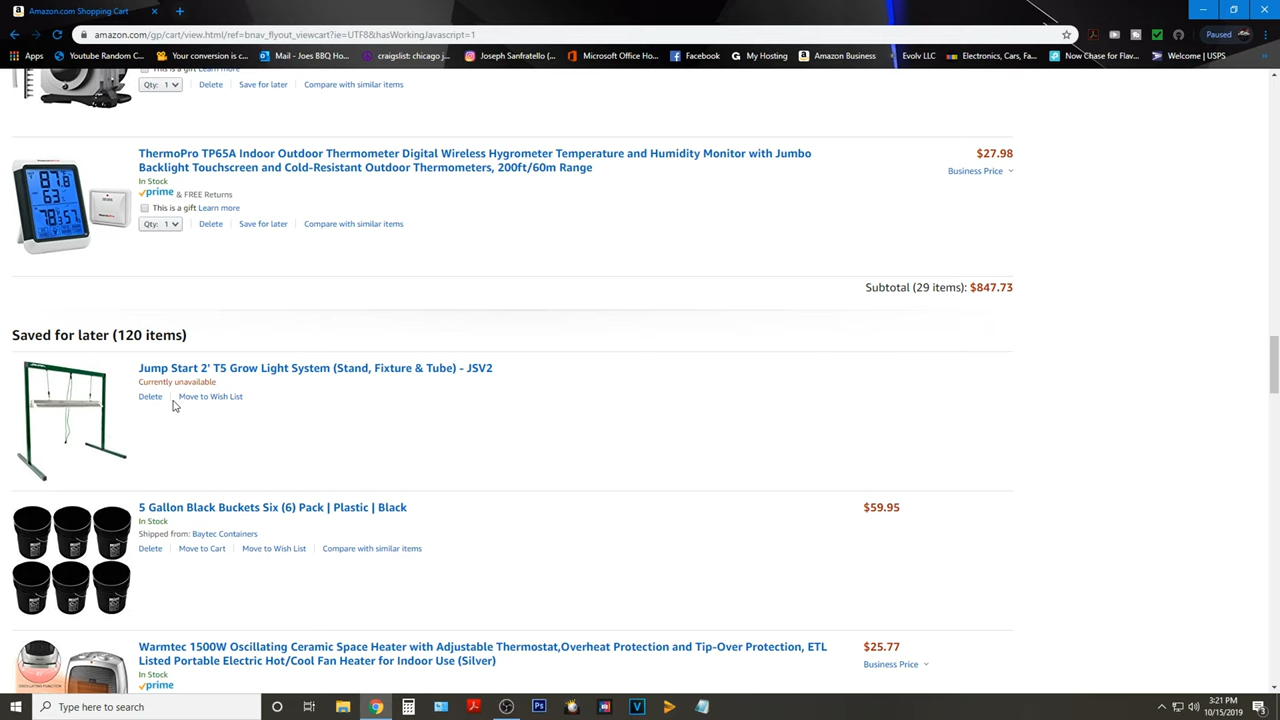 Amazon.com Shopping Cart
amazon.com/gp/cart/view.html/ref=bnav_flyout_viewcart?ie=UTF8&hasWorkingJavascript=1
Paused
Apps Youtube Random C... Your conversion is c... Mail - Joes BBQ Ho... craigslist: chicago j... Joseph Sanfratello (... Microsoft Office Ho... Facebook My Hosting Amazon Business Evolv LLC Electronics, Cars, Fa... Now Chase for Flav... Welcome | USPS
This is a gift Learn more
Qty: 1 Delete Save for later Compare with similar items
ThermoPro TP65A Indoor Outdoor Thermometer Digital Wireless Hygrometer Temperature and Humidity Monitor with Jumbo $27.98
Backlight Touchscreen and Cold-Resistant Outdoor Thermometers, 200ft/60m Range Business Price
In Stock
prime & FREE Returns
This is a gift Learn more
Qty: 1 Delete Save for later Compare with similar items
Subtotal (29 items): $847.73
Saved for later (120 items)
Jump Start 2' T5 Grow Light System (Stand, Fixture & Tube) - JSV2
Currently unavailable
Delete Move to Wish List
5 Gallon Black Buckets Six (6) Pack | Plastic | Black $59.95
In Stock
Shipped from: Baytec Containers
Delete Move to Cart Move to Wish List Compare with similar items
Warmtec 1500W Oscillating Ceramic Space Heater with Adjustable Thermostat,Overheat Protection and Tip-Over Protection, ETL $25.77
Listed Portable Electric Hot/Cool Fan Heater for Indoor Use (Silver) Business Price
In Stock
prime
Type here to search
3:21 PM
10/15/2019